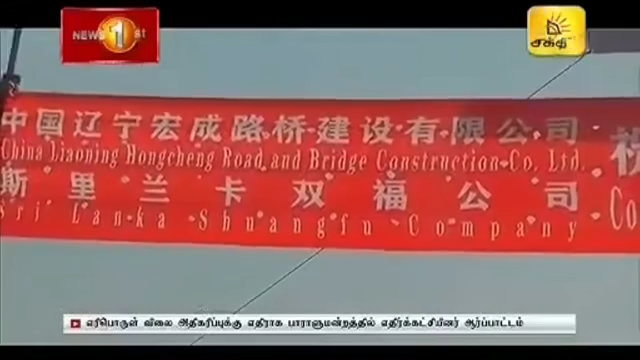 NEWS 1st
சக்தி
中国辽宁宏成路桥建设有限公司
China Liaoning Hongcheng Road and Bridge Construction Co., Ltd.
斯里兰卡双福公司
Sri Lanka Shuangfu Company
Co
எரிபொருள் விலை அதிகரிப்புக்கு எதிராக பாராளுமன்றத்தில் எதிர்க்கட்சியினர் ஆர்ப்பாட்டம்